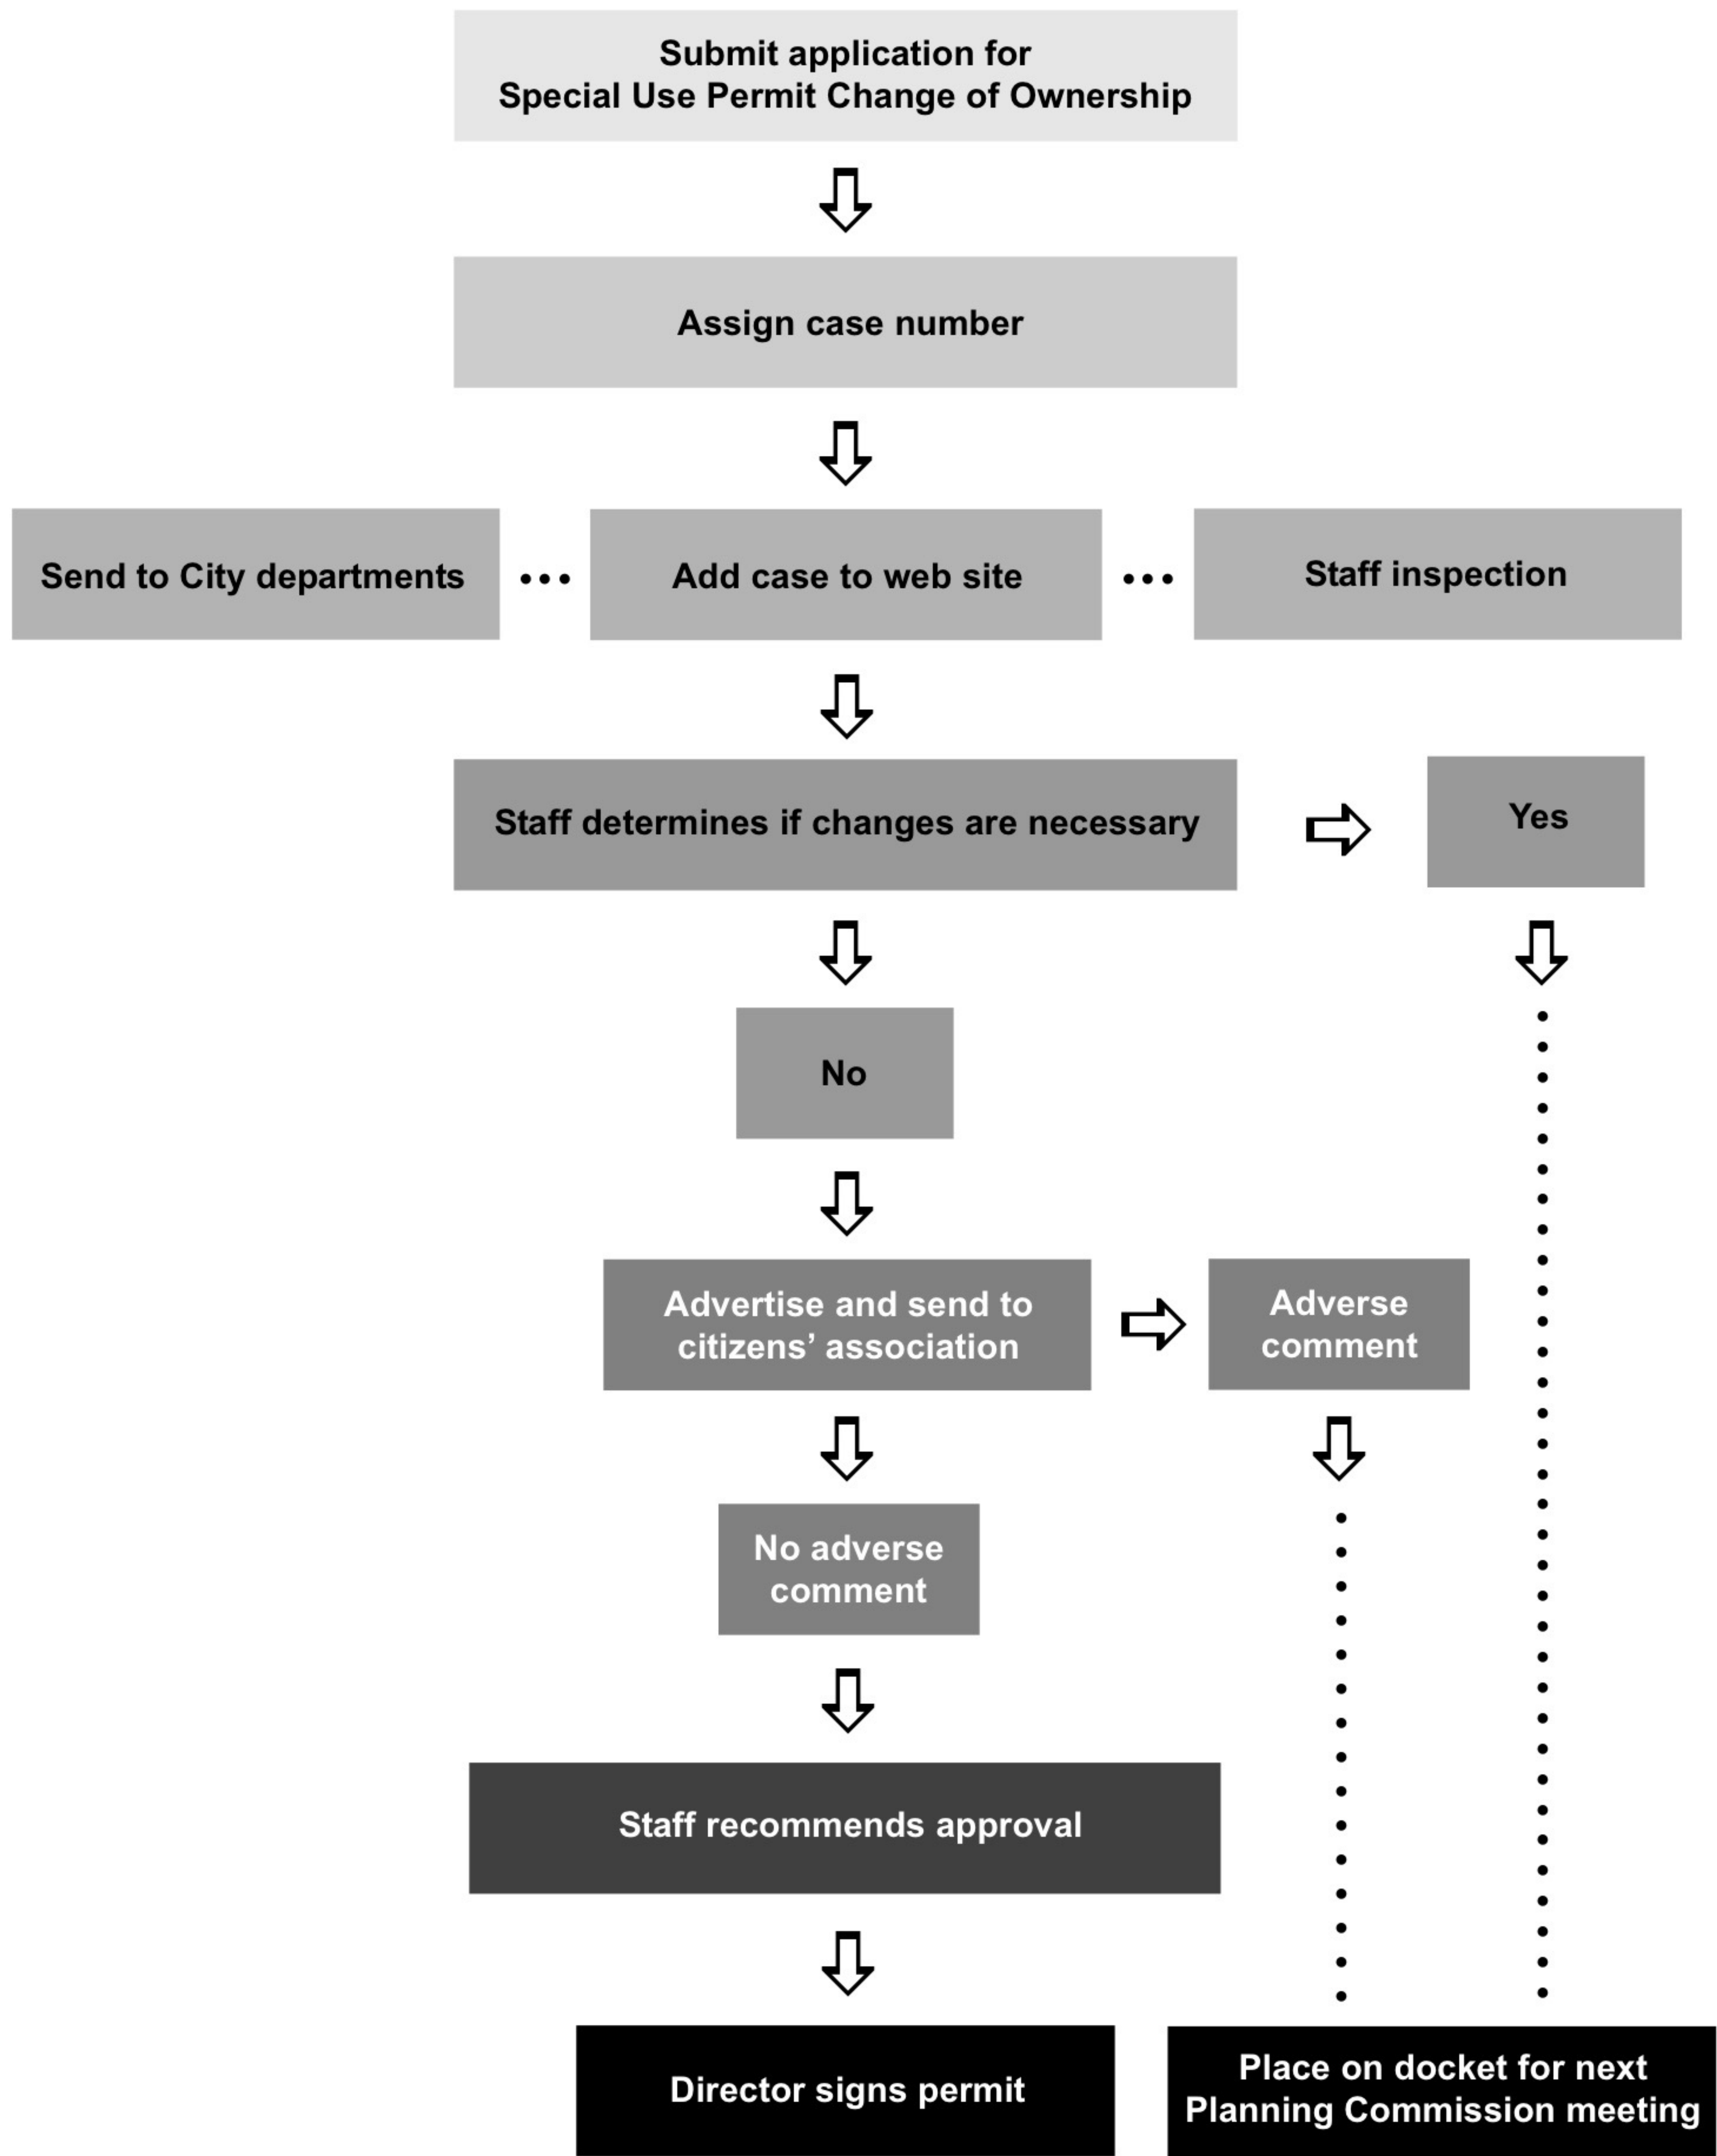 Submit application for
Special Use Permit Change of Ownership
Assign case number
Send to City departments
Add case to web site
Staff inspection
Staff determines if changes are necessary
Yes
No
Advertise and send to
citizens’ association
Adverse
comment
No adverse
comment
Staff recommends approval
Director signs permit
Place on docket for next
Planning Commission meeting